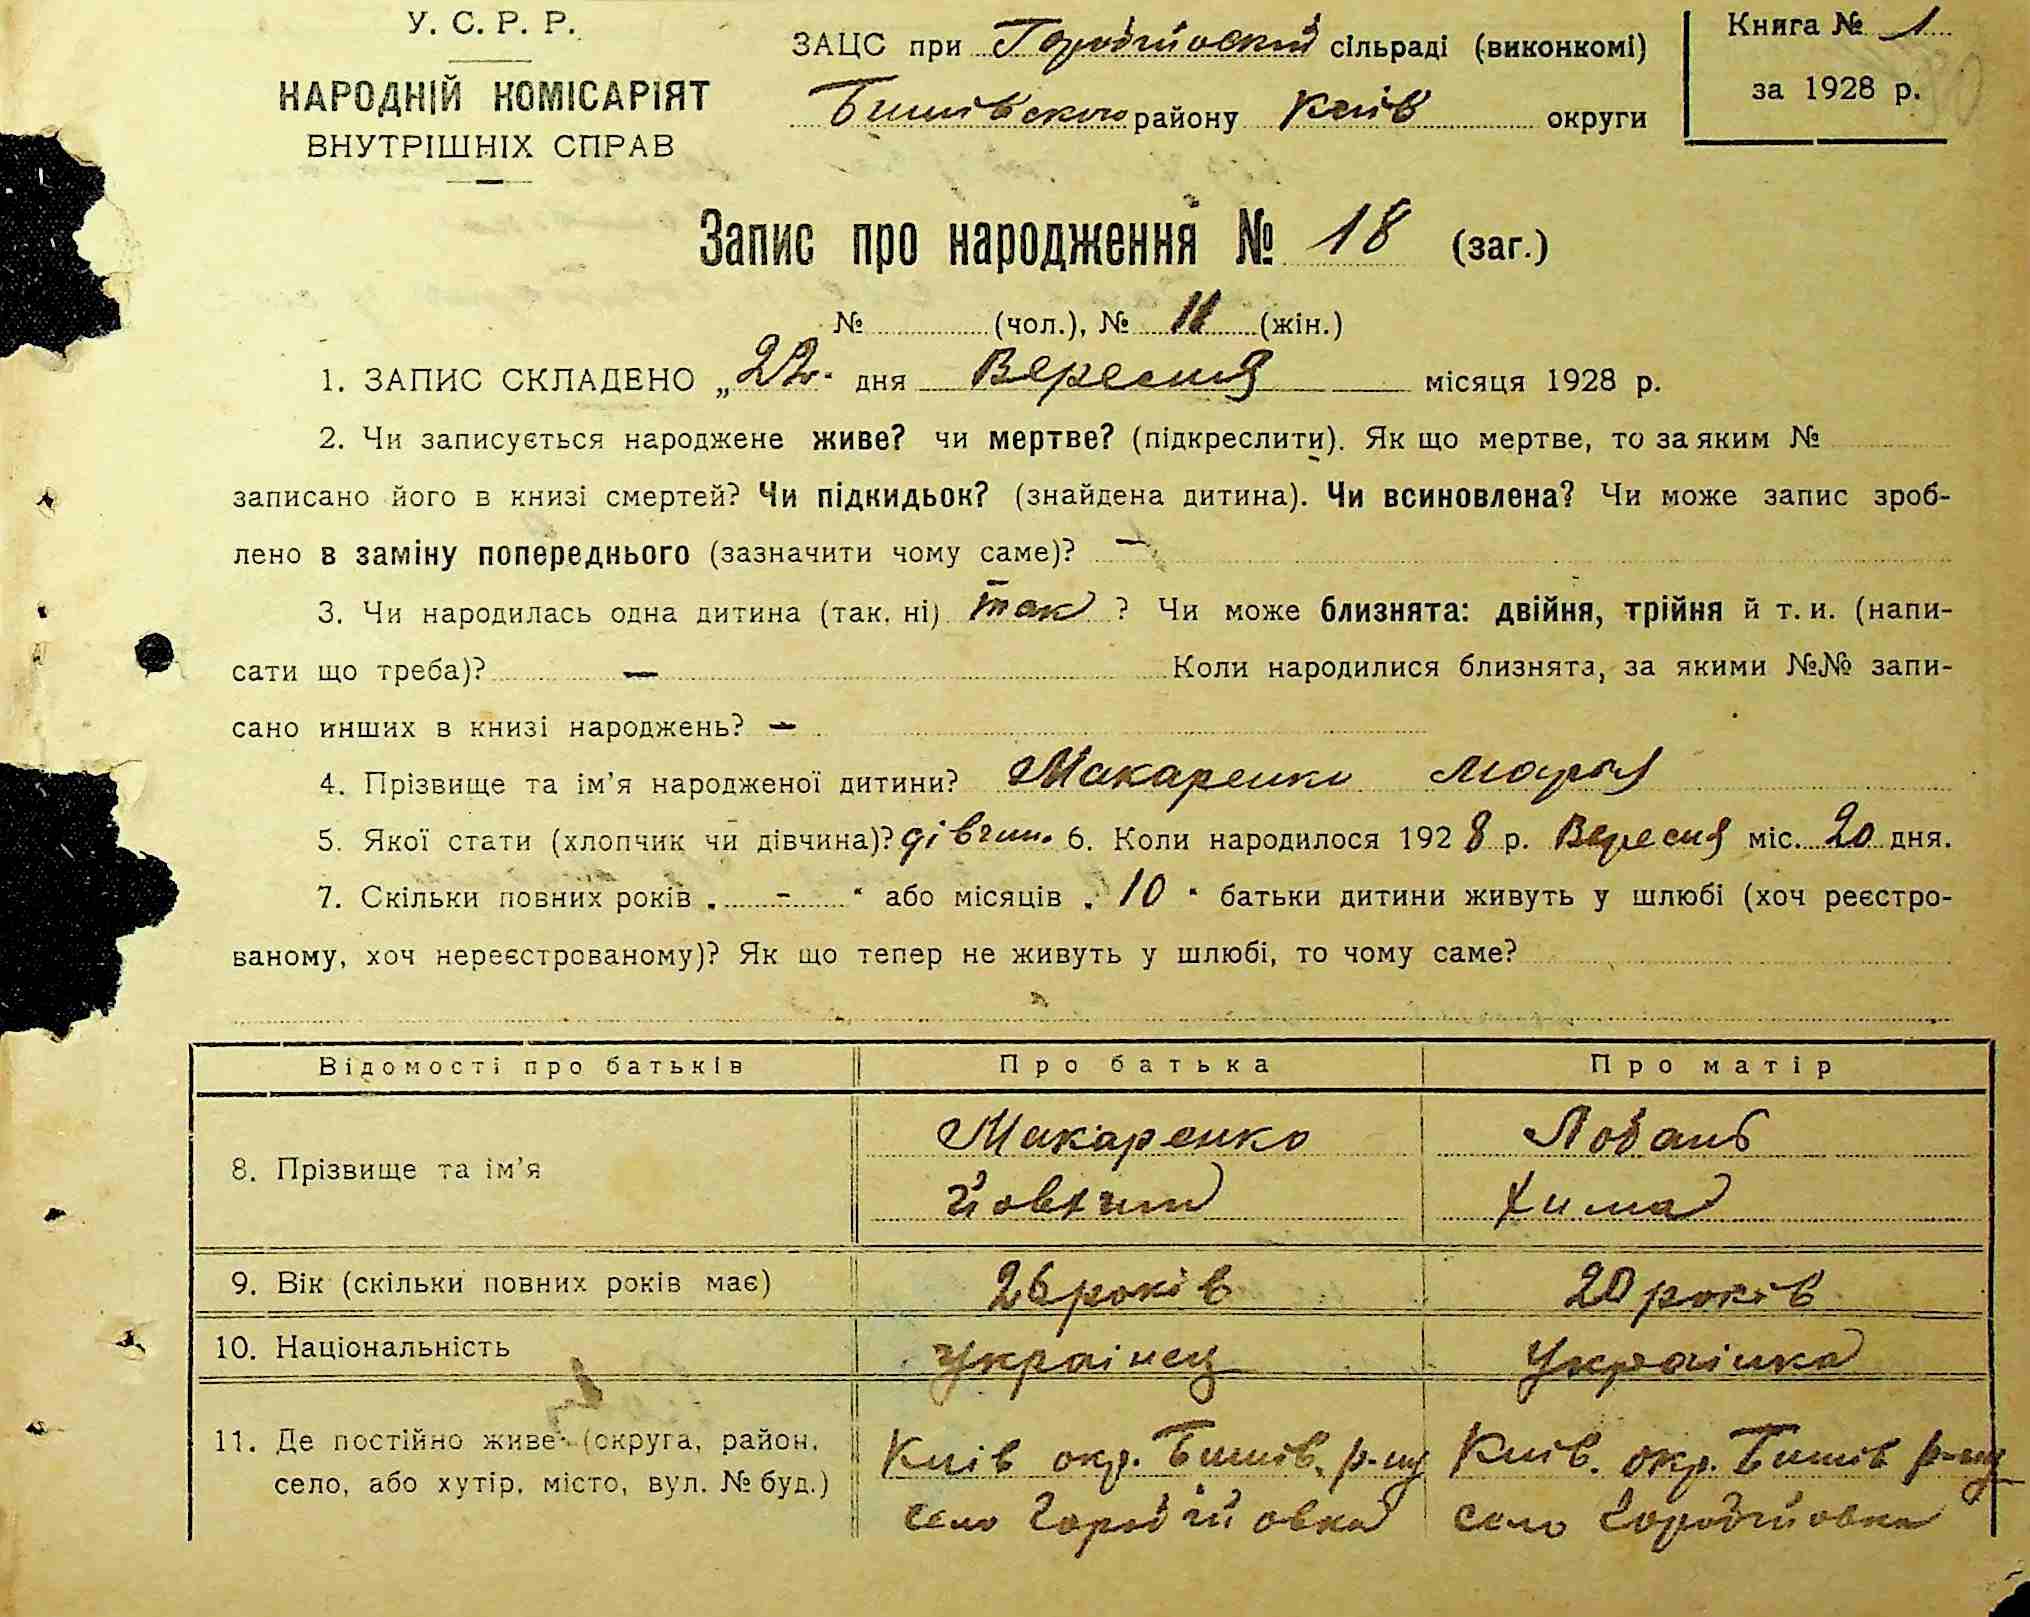 У. С. Р. Р.
НАРОДНІЙ КОМІСАРІЯТ
ВНУТРІШНІХ СПРАВ
ЗАЦС при сільраді (виконкомі)
Бишівського району Київ округи
Книга № 1
за 1928 р.
Запис про народження № 18 (заг.)
№ (чол.), № 11 (жін.)
1. ЗАПИС СКЛАДЕНО „22 дня Вересня місяця 1928 р.
2. Чи записується народжене живе? чи мертве? (підкреслити). Як що мертве, то за яким №
записано його в книзі смертей? Чи підкидьок? (знайдена дитина). Чи всиновлена? Чи може запис зроб-
лено в заміну попереднього (зазначити чому саме)? —
3. Чи народилась одна дитина (так, ні) так ? Чи може близнята: двійня, трійня й т. и. (напи-
сати що треба)? — Коли народилися близнята, за якими №№ запи-
сано инших в книзі народжень? —
4. Прізвище та ім'я народженої дитини? Макаренко Марія
5. Якої стати (хлопчик чи дівчина)? дівчин. 6. Коли народилося 1928 р. Вересня міс. 20 дня.
7. Скільки повних років „ - “ або місяців „ 10 “ батьки дитини живуть у шлюбі (хоч реєстро-
ваному, хоч нереєстрованому)? Як що тепер не живуть у шлюбі, то чому саме?
Відомості про батьків Про батька Про матір
8. Прізвище та ім'я Макаренко Лобань
Йовхим Хима
9. Вік (скільки повних років має) 26 років 20 років
10. Національність Українец Українка
11. Де постійно живе (округа, район, Київ окр. Бишів. р-ну Київ. окр. Бишів р-ну
село, або хутір, місто, вул. № буд.) село село